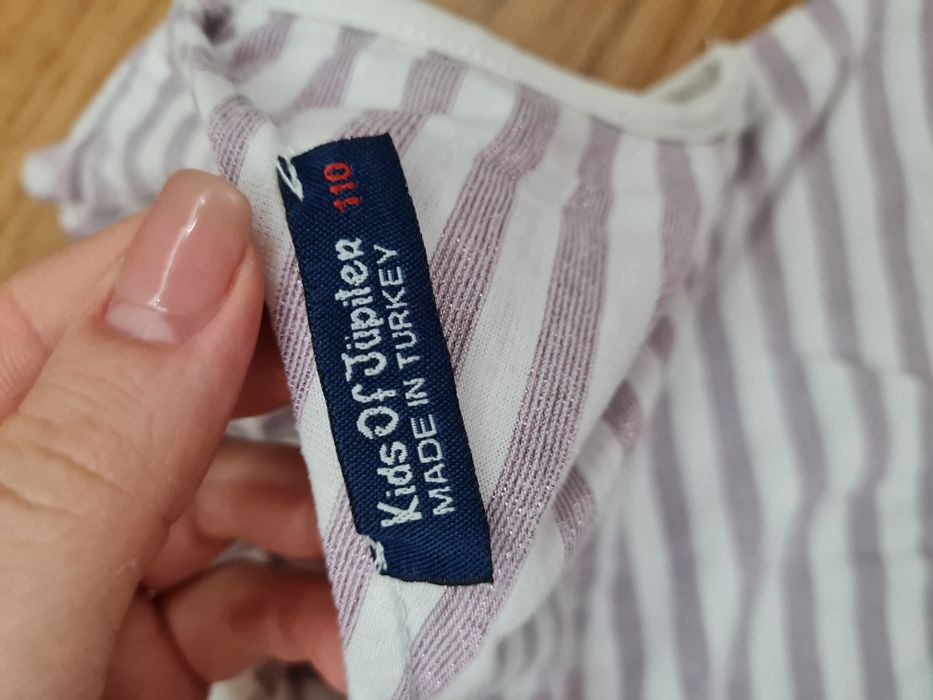 Kids Of Jüpiter 110
MADE IN TURKEY